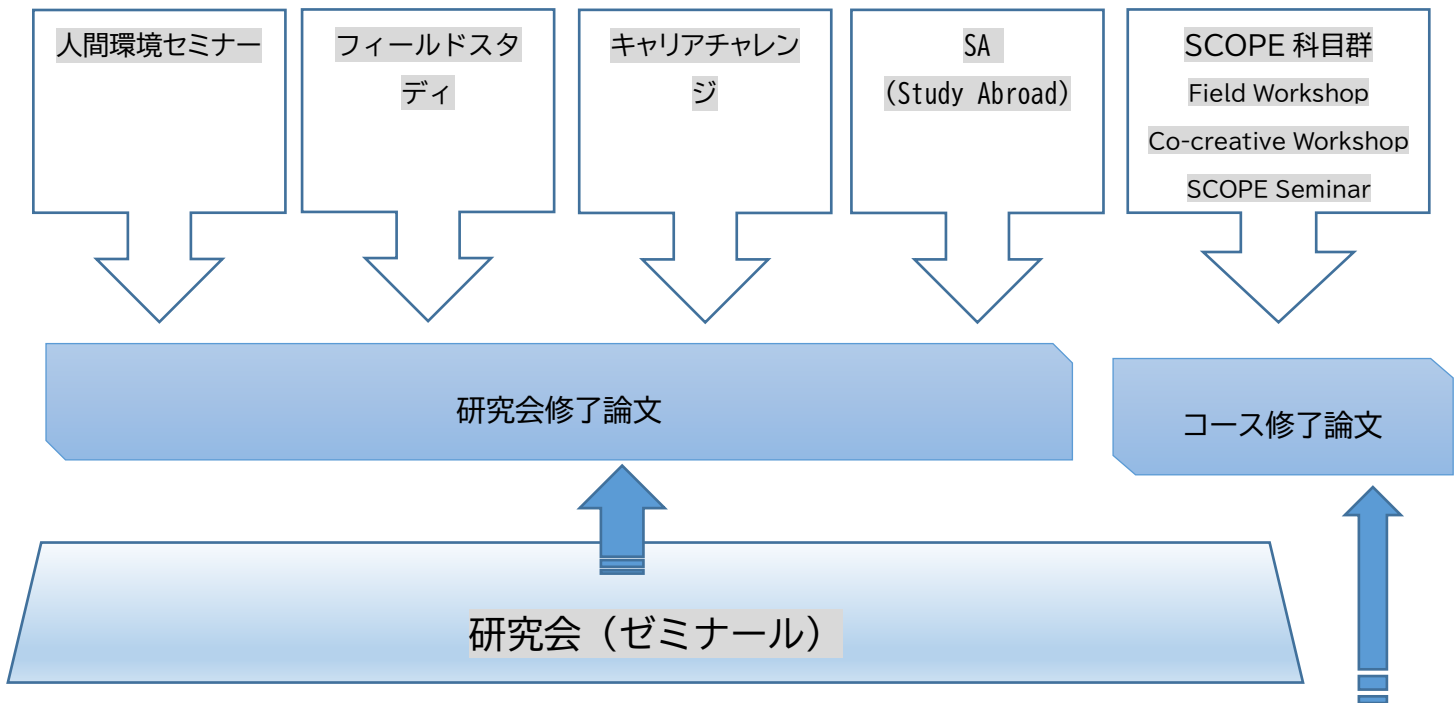 人間環境セミナー
フィールドスタ
ディ
キャリアチャレン
ジ
SA
(Study Abroad)
SCOPE 科目群
Field Workshop
Co-creative Workshop
SCOPE Seminar
研究会修了論文
コース修了論文
研究会（ゼミナール）